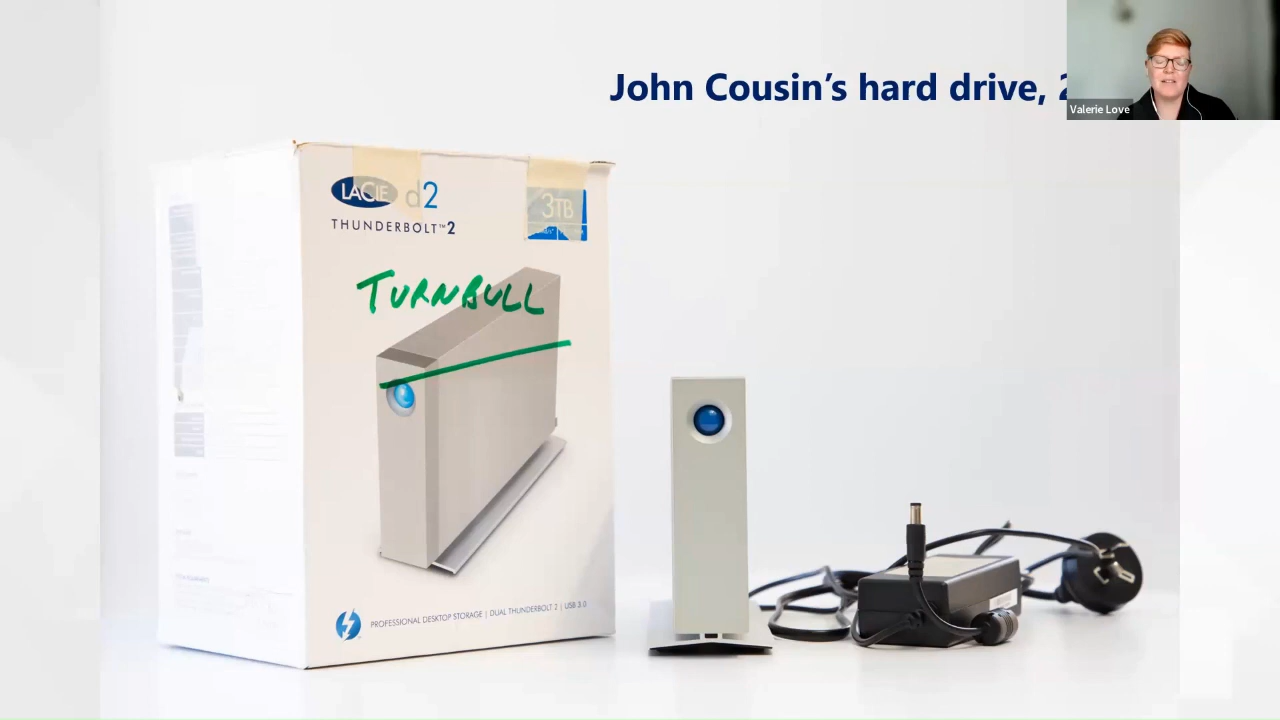 John Cousin's hard drive, 2
Valerie Love
LACIE d2
3TB
THUNDERBOLT™2
TURNBULL
PROFESSIONAL DESKTOP STORAGE | DUAL THUNDERBOLT 2 | USB 3.0